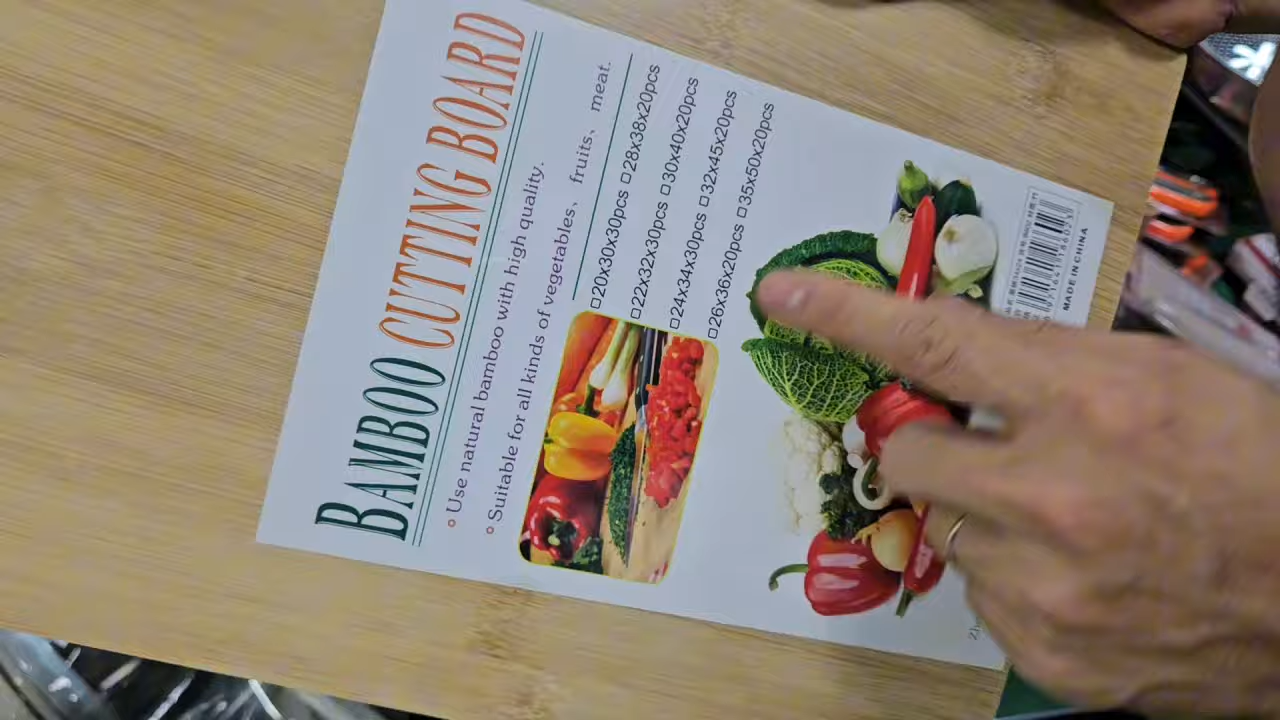 BAMBOO CUTTING BOARD
Use natural bamboo with high quality.
Suitable for all kinds of vegetables、 fruits、 meat.
□20x30x30pcs □28x38x20pcs
□22x32x30pcs □30x40x20pcs
□24x34x30pcs □32x45x20pcs
□26x36x20pcs □35x50x20pcs
MADE IN CHINA